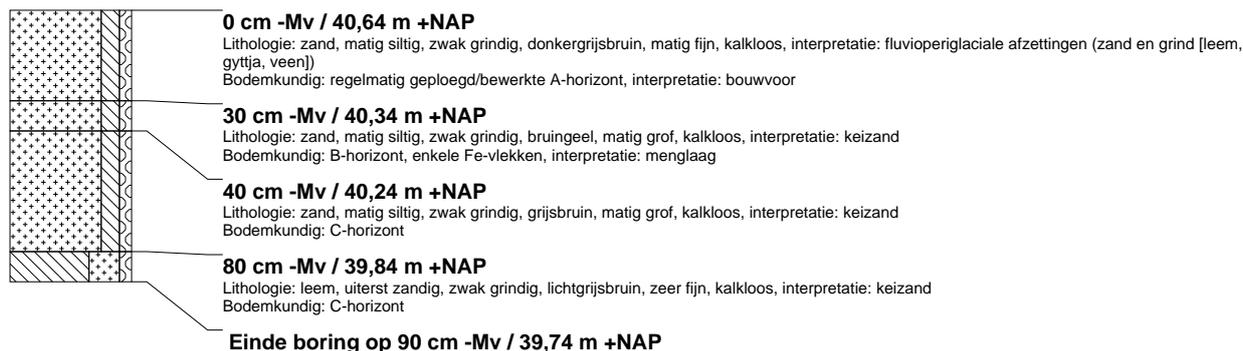 0 cm -Mv / 40,64 m +NAP
Lithologie: zand, matig siltig, zwak grindig, donkergrijsbruin, matig fijn, kalkloos, interpretatie: fluvioperiglaciale afzettingen (zand en grind [leem,
gyttja, veen])
Bodemkundig: regelmatig geploegd/bewerkte A-horizont, interpretatie: bouwvoor
30 cm -Mv / 40,34 m +NAP
Lithologie: zand, matig siltig, zwak grindig, bruingeel, matig grof, kalkloos, interpretatie: keizand
Bodemkundig: B-horizont, enkele Fe-vlekken, interpretatie: menglaag
40 cm -Mv / 40,24 m +NAP
Lithologie: zand, matig siltig, zwak grindig, grijsbruin, matig grof, kalkloos, interpretatie: keizand
Bodemkundig: C-horizont
80 cm -Mv / 39,84 m +NAP
Lithologie: leem, uiterst zandig, zwak grindig, lichtgrijsbruin, zeer fijn, kalkloos, interpretatie: keizand
Bodemkundig: C-horizont
Einde boring op 90 cm -Mv / 39,74 m +NAP